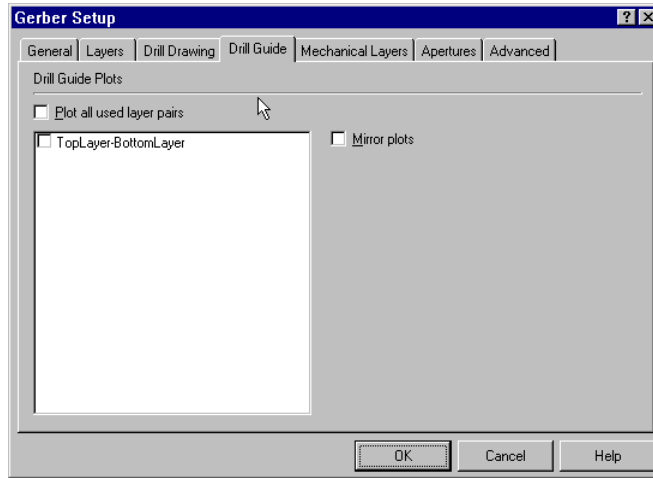 Gerber Setup
General Layers Drill Drawing Drill Guide Mechanical Layers Apertures Advanced
Drill Guide Plots
Plot all used layer pairs
TopLayer-BottomLayer
Mirror plots
OK Cancel Help